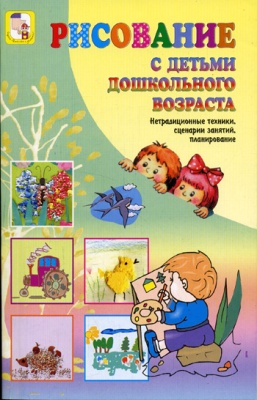 РИСОВАНИЕ
С ДЕТЬМИ
ДОШКОЛЬНОГО
ВОЗРАСТА
Нетрадиционные техники,
сценарии занятий,
планирование